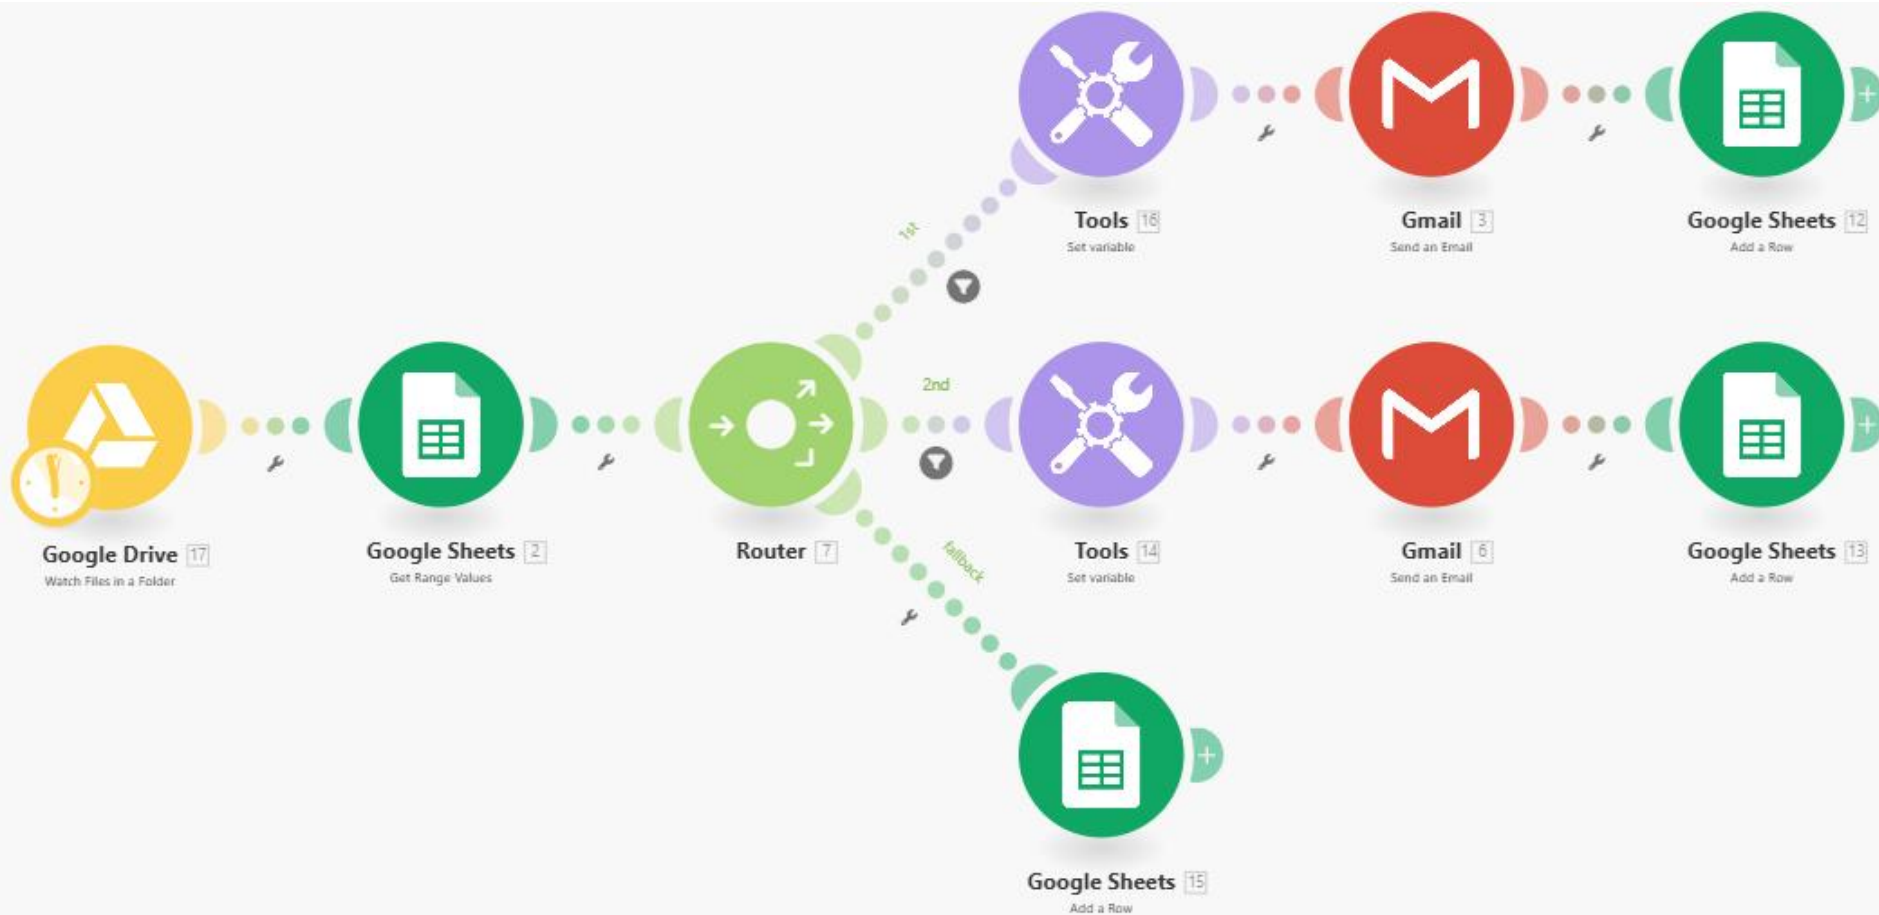 Tools 16
Set variable
Gmail 3
Send an Email
Google Sheets 12
Add a Row
1st
2nd
Google Drive 17
Watch Files in a Folder
Google Sheets 2
Get Range Values
Router 7
Tools 14
Set variable
Gmail 6
Send an Email
Google Sheets 13
Add a Row
fallback
Google Sheets 15
Add a Row